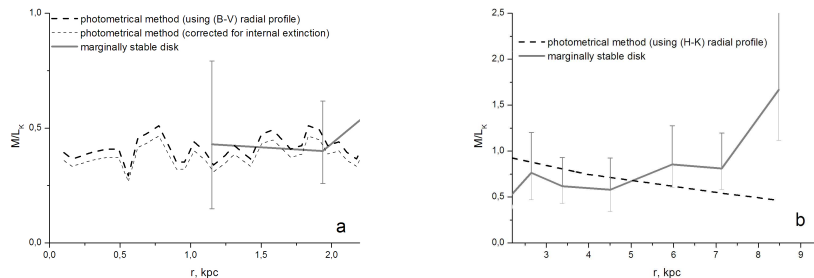 photometrical method (using (B-V) radial profile)
photometrical method (corrected for internal extinction)
marginally stable disk
1,0
0,5
0,0
M/L_K
0,0 0,5 1,0 1,5 2,0
r, kpc
a
photometrical method (using (H-K) radial profile)
marginally stable disk
2,5
2,0
1,5
1,0
0,5
0,0
M/L_K
3 4 5 6 7 8 9
r, kpc
b